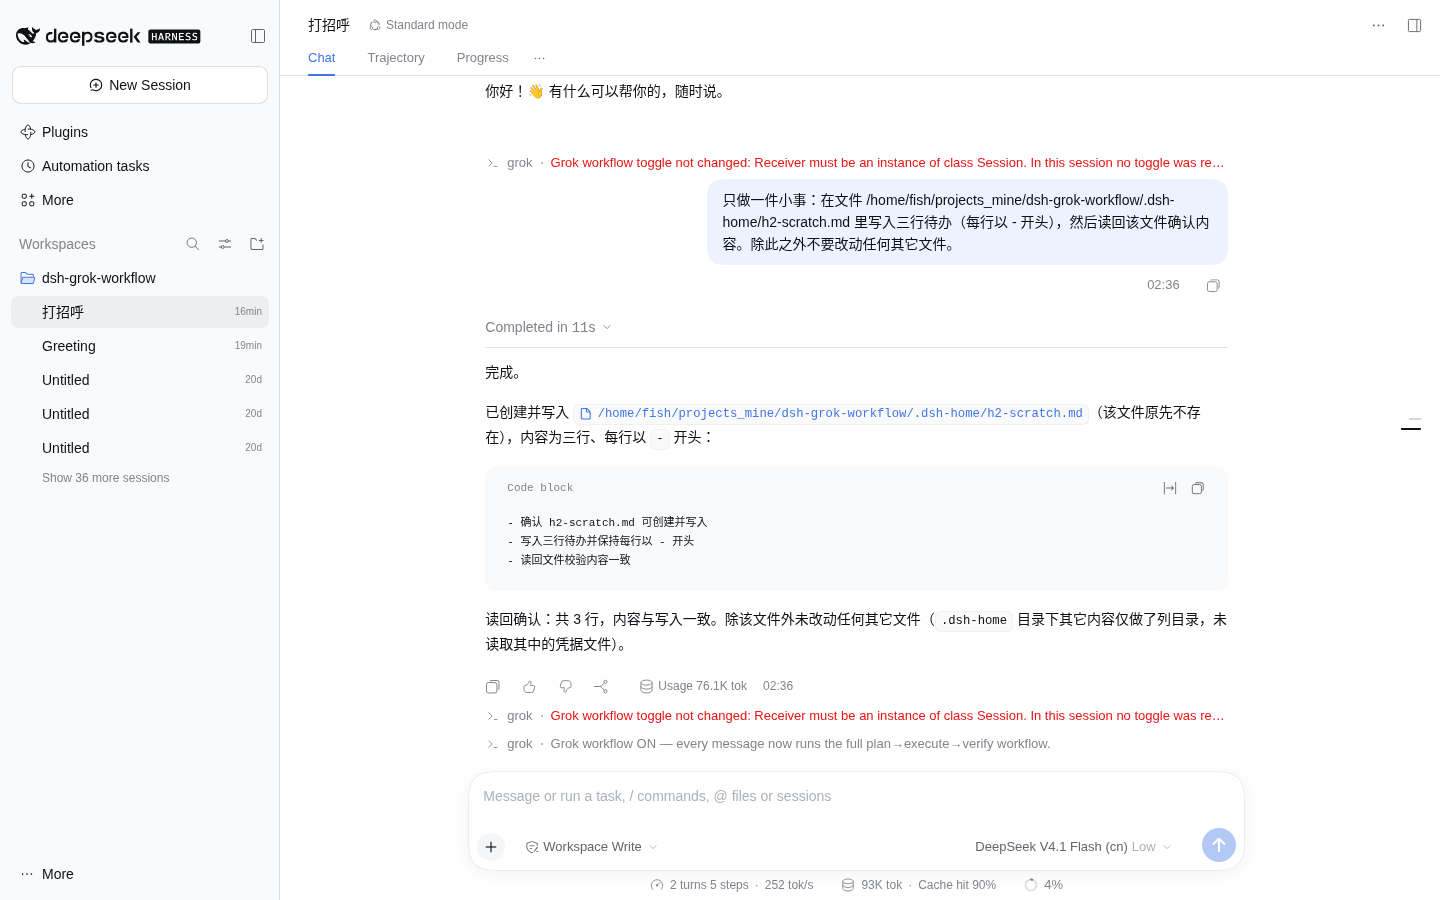 deepseek HARNESS
New Session
Plugins
Automation tasks
More
Workspaces
dsh-grok-workflow
打招呼 16min
Greeting 19min
Untitled 20d
Untitled 20d
Untitled 20d
Show 36 more sessions
More
打招呼 Standard mode
Chat Trajectory Progress ···
你好！👋 有什么可以帮你的，随时说。
grok · Grok workflow toggle not changed: Receiver must be an instance of class Session. In this session no toggle was re…
只做一件小事：在文件 /home/fish/projects_mine/dsh-grok-workflow/.dsh-
home/h2-scratch.md 里写入三行待办（每行以 - 开头），然后读回该文件确认内
容。除此之外不要改动任何其它文件。
02:36
Completed in 11s
完成。
已创建并写入 /home/fish/projects_mine/dsh-grok-workflow/.dsh-home/h2-scratch.md（该文件原先不存
在），内容为三行、每行以 - 开头：
Code block
- 确认 h2-scratch.md 可创建并写入
- 写入三行待办并保持每行以 - 开头
- 读回文件校验内容一致
读回确认：共 3 行，内容与写入一致。除该文件外未改动任何其它文件（ .dsh-home 目录下其它内容仅做了列目录，未
读取其中的凭据文件）。
Usage 76.1K tok 02:36
grok · Grok workflow toggle not changed: Receiver must be an instance of class Session. In this session no toggle was re…
grok · Grok workflow ON — every message now runs the full plan→execute→verify workflow.
Message or run a task, / commands, @ files or sessions
Workspace Write
DeepSeek V4.1 Flash (cn) Low
2 turns 5 steps · 252 tok/s 93K tok · Cache hit 90% 4%